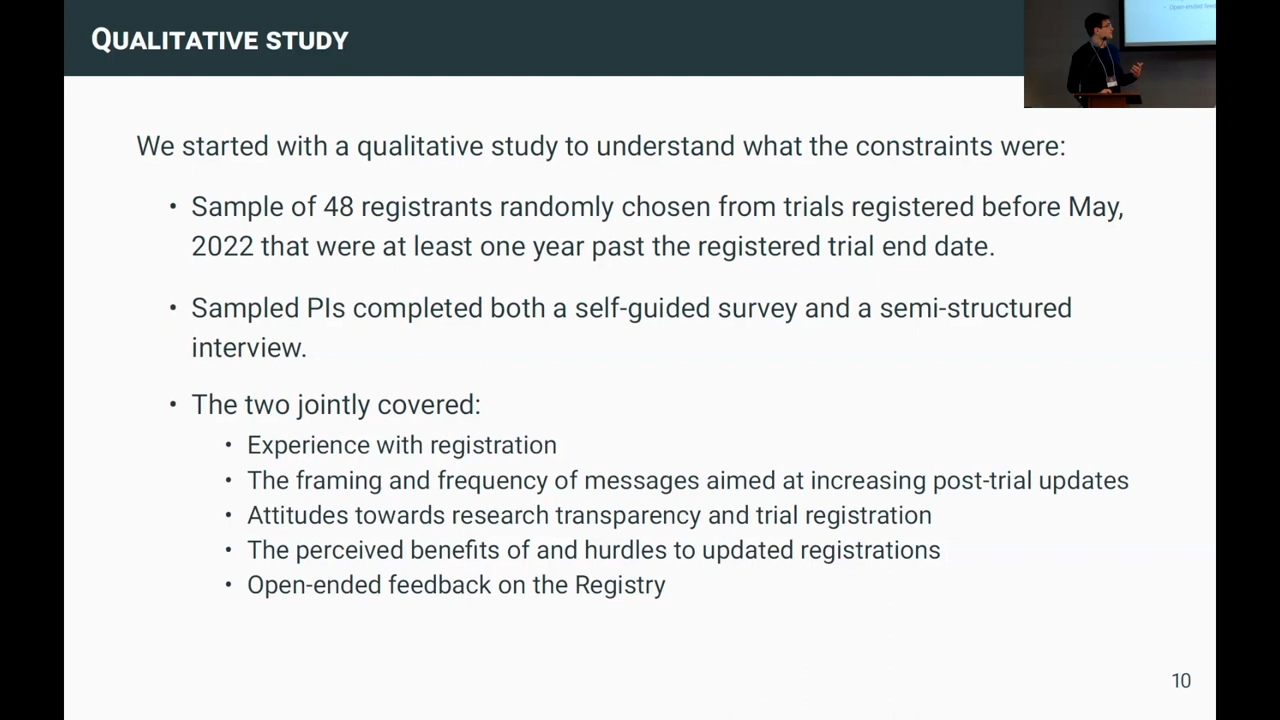 QUALITATIVE STUDY
Open-ended feed
We started with a qualitative study to understand what the constraints were:
• Sample of 48 registrants randomly chosen from trials registered before May,
2022 that were at least one year past the registered trial end date.
• Sampled PIs completed both a self-guided survey and a semi-structured
interview.
• The two jointly covered:
• Experience with registration
• The framing and frequency of messages aimed at increasing post-trial updates
• Attitudes towards research transparency and trial registration
• The perceived benefits of and hurdles to updated registrations
• Open-ended feedback on the Registry
10